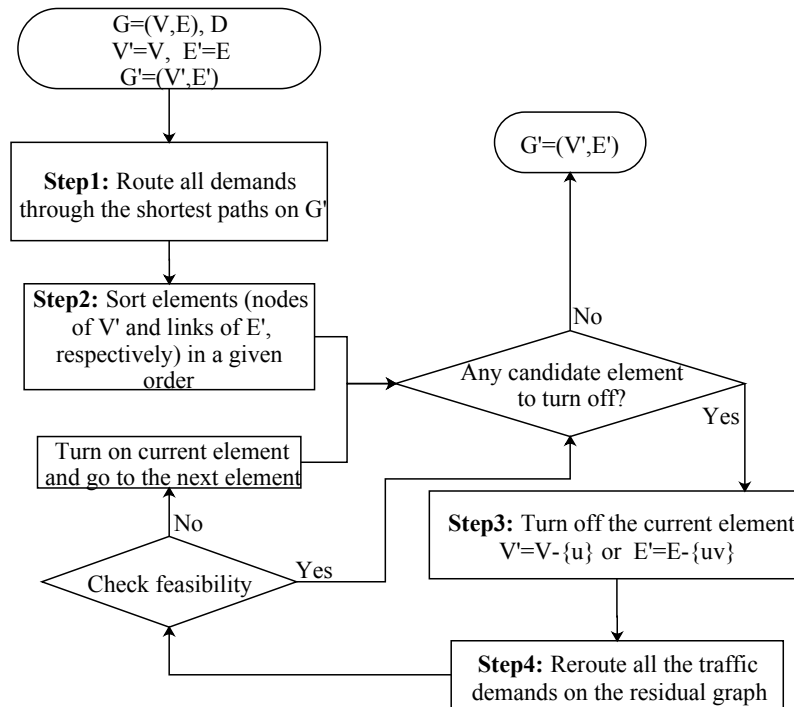 G=(V,E), D
V'=V, E'=E
G'=(V',E')
Step1: Route all demands
through the shortest paths on G'
Step2: Sort elements (nodes
of V' and links of E',
respectively) in a given
order
G'=(V',E')
No
Any candidate element
to turn off?
Yes
Step3: Turn off the current element
V'=V-{u} or E'=E-{uv}
Step4: Reroute all the traffic
demands on the residual graph
Check feasibility
Yes
No
Turn on current element
and go to the next element